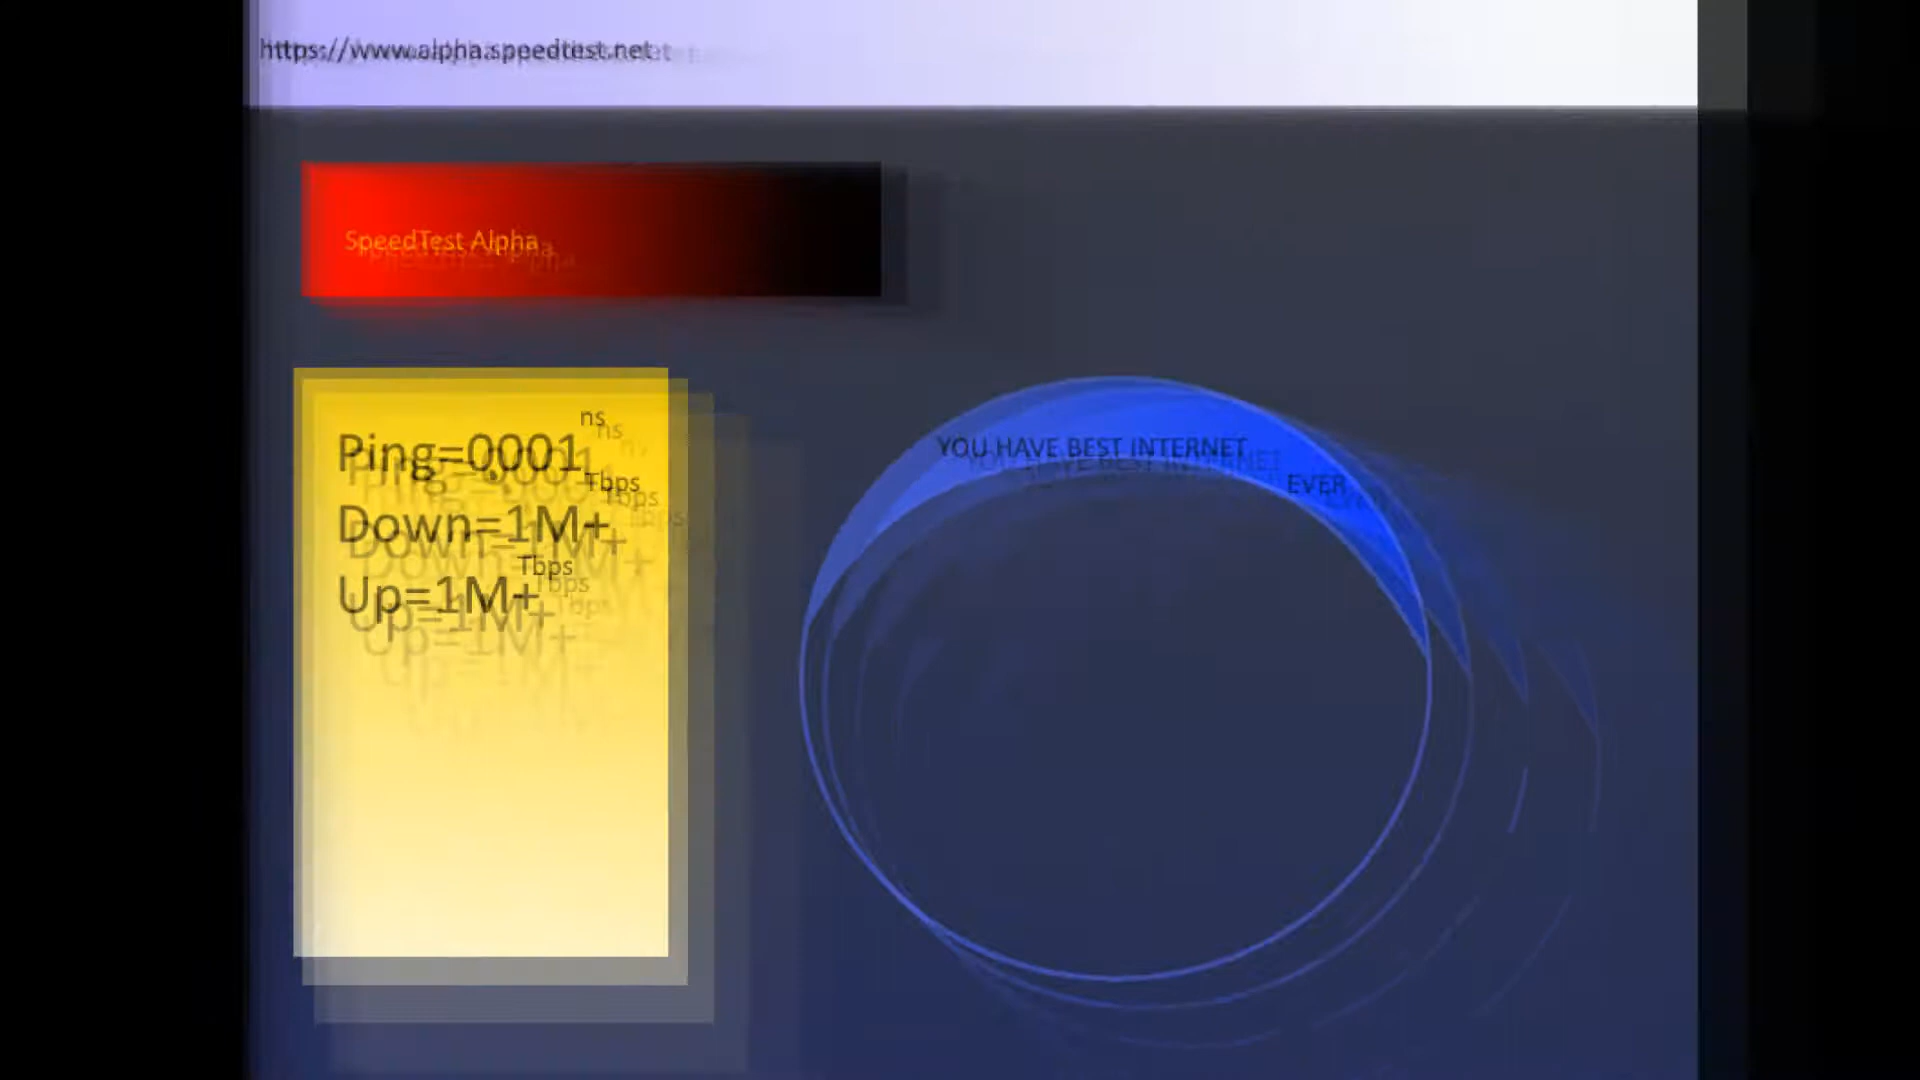 https://www.alpha.speedtest.net
SpeedTest Alpha
ns
Ping=0001
Tbps
Down=1M+
Tbps
Up=1M+
YOU HAVE BEST INTERNET
EVER